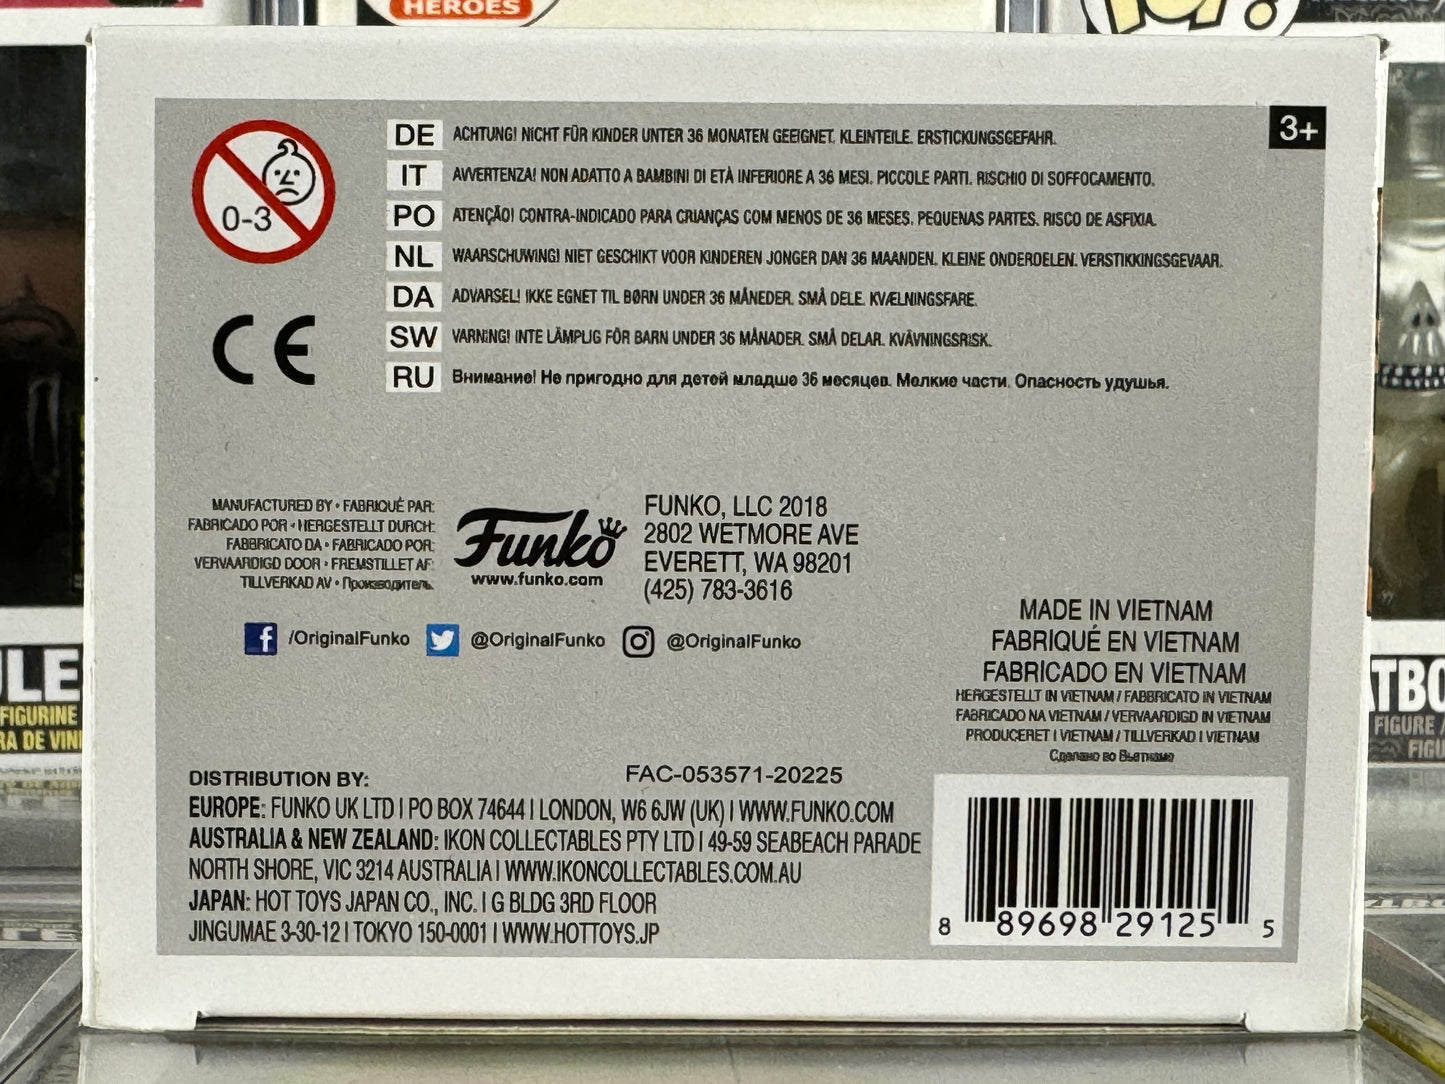 HEROES
POP!
0-3
CE
3+
DE ACHTUNG! NICHT FÜR KINDER UNTER 36 MONATEN GEEIGNET. KLEINTEILE. ERSTICKUNGSGEFAHR.
IT AVVERTENZA! NON ADATTO A BAMBINI DI ETÀ INFERIORE A 36 MESI. PICCOLE PARTI. RISCHIO DI SOFFOCAMENTO.
PO ATENÇÃO! CONTRA-INDICADO PARA CRIANÇAS COM MENOS DE 36 MESES. PEQUENAS PARTES. RISCO DE ASFIXIA.
NL WAARSCHUWING! NIET GESCHIKT VOOR KINDEREN JONGER DAN 36 MAANDEN. KLEINE ONDERDELEN. VERSTIKKINGSGEVAAR.
DA ADVARSEL! IKKE EGNET TIL BØRN UNDER 36 MÅNEDER. SMÅ DELE. KVÆLNINGSFARE.
SW VARNING! INTE LÄMPLIG FÖR BARN UNDER 36 MÅNADER. SMÅ DELAR. KVÄVNINGSRISK.
RU Внимание! Не пригодно для детей младше 36 месяцев. Мелкие части. Опасность удушья.
MANUFACTURED BY • FABRIQUÉ PAR:
FABRICADO POR • HERGESTELLT DURCH:
FABBRICATO DA • FABRICADO POR:
VERVAARDIGD DOOR • FREMSTILLET AF:
TILLVERKAD AV • Производитель:
Funko
www.funko.com
FUNKO, LLC 2018
2802 WETMORE AVE
EVERETT, WA 98201
(425) 783-3616
/OriginalFunko @OriginalFunko @OriginalFunko
MADE IN VIETNAM
FABRIQUÉ EN VIETNAM
FABRICADO EN VIETNAM
HERGESTELLT IN VIETNAM / FABBRICATO IN VIETNAM
FABRICADO NA VIETNAM / VERVAARDIGD IN VIETNAM
PRODUCERET I VIETNAM / TILLVERKAD I VIETNAM
Сделано во Вьетнаме
FAC-053571-20225
DISTRIBUTION BY:
EUROPE: FUNKO UK LTD | PO BOX 74644 | LONDON, W6 6JW (UK) | WWW.FUNKO.COM
AUSTRALIA & NEW ZEALAND: IKON COLLECTABLES PTY LTD | 49-59 SEABEACH PARADE
NORTH SHORE, VIC 3214 AUSTRALIA | WWW.IKONCOLLECTABLES.COM.AU
JAPAN: HOT TOYS JAPAN CO., INC. | G BLDG 3RD FLOOR
JINGUMAE 3-30-12 | TOKYO 150-0001 | WWW.HOTTOYS.JP
8 89698 29125 5
ULE
FIGURINE
RA DE VINI
ATBO
FIGURE /
FIGU